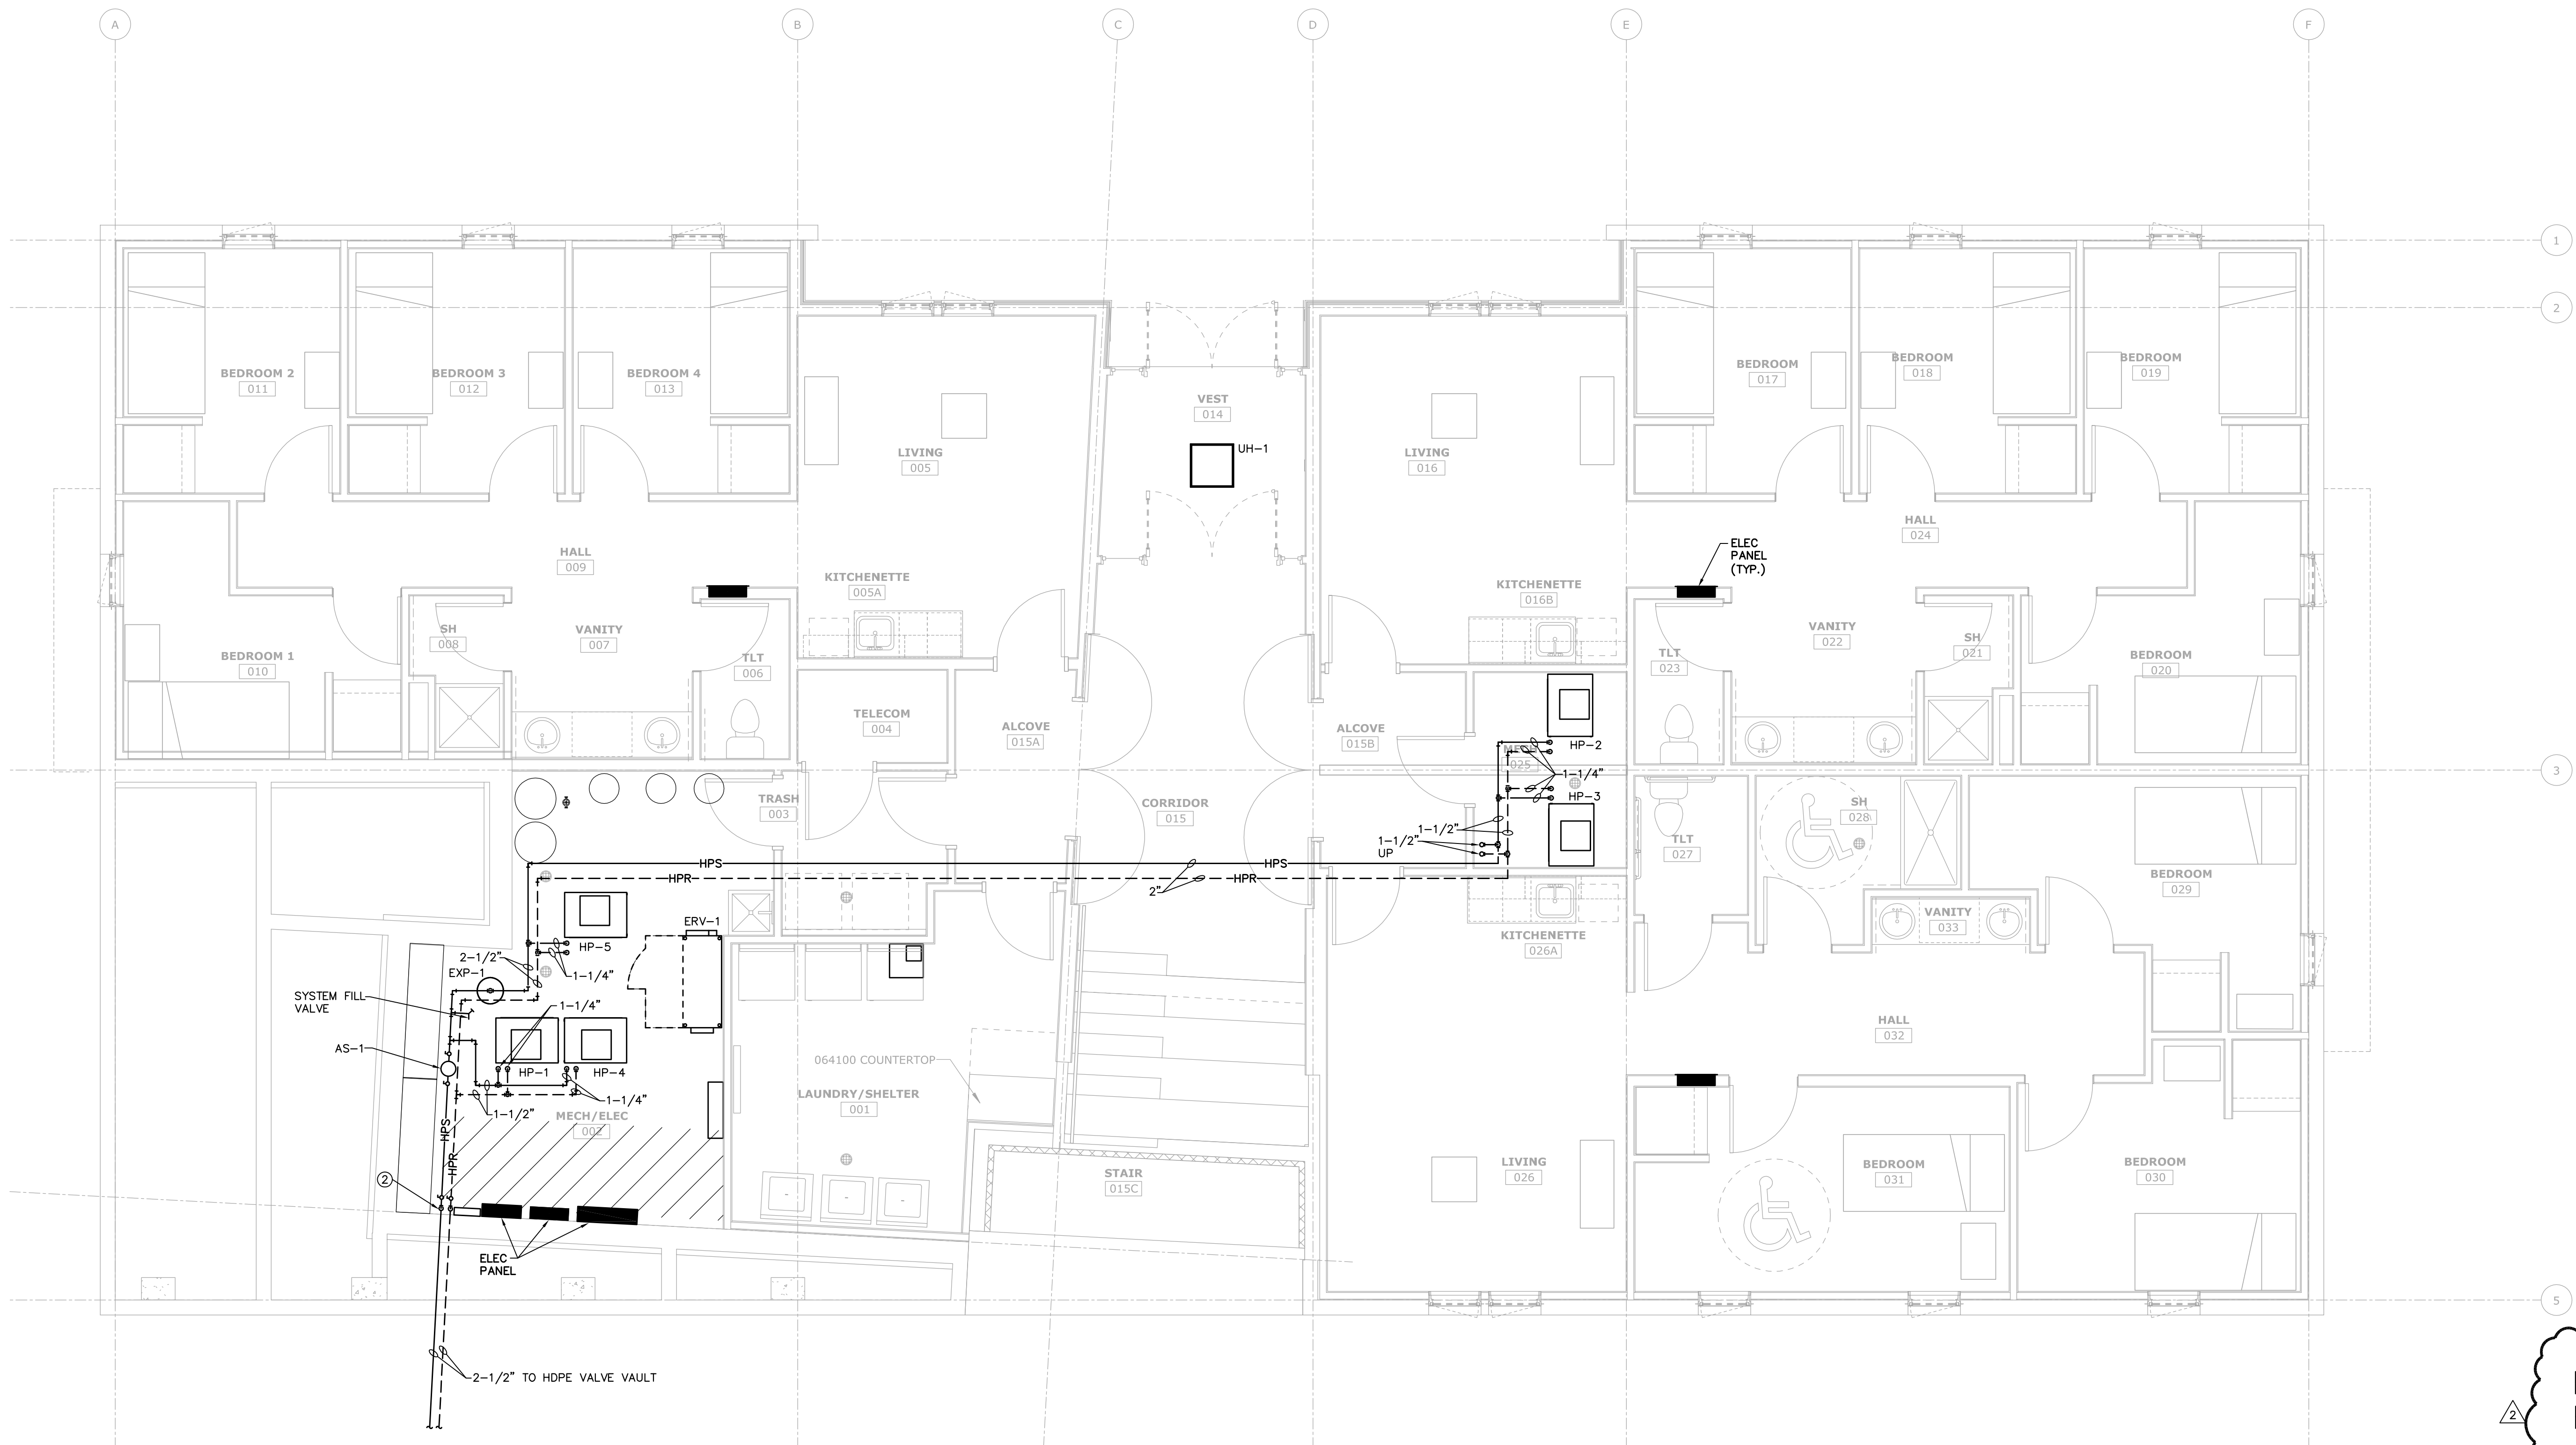 A
B
C
D
E
F
1
2
3
5
BEDROOM 2
011
BEDROOM 3
012
BEDROOM 4
013
LIVING
005
VEST
014
UH-1
LIVING
016
BEDROOM
017
BEDROOM
018
BEDROOM
019
HALL
009
KITCHENETTE
005A
KITCHENETTE
016B
ELEC
PANEL
(TYP.)
HALL
024
BEDROOM 1
010
SH
008
VANITY
007
TLT
006
TELECOM
004
ALCOVE
015A
ALCOVE
015B
MECH
025
HP-2
1-1/4"
HP-3
TLT
023
VANITY
022
SH
021
BEDROOM
020
TRASH
003
CORRIDOR
015
1-1/2"
1-1/2"
UP
TLT
027
SH
028
BEDROOM
029
VANITY
033
HPS
HPS
HPR
HPR
2"
KITCHENETTE
026A
ERV-1
HP-5
2-1/2"
1-1/4"
EXP-1
SYSTEM FILL
VALVE
1-1/4"
AS-1
HP-1
HP-4
1-1/4"
1-1/2"
MECH/ELEC
002
HPS
HPR
2
064100 COUNTERTOP
LAUNDRY/SHELTER
001
STAIR
015C
HALL
032
LIVING
026
BEDROOM
031
BEDROOM
030
ELEC
PANEL
2-1/2" TO HDPE VALVE VAULT
2